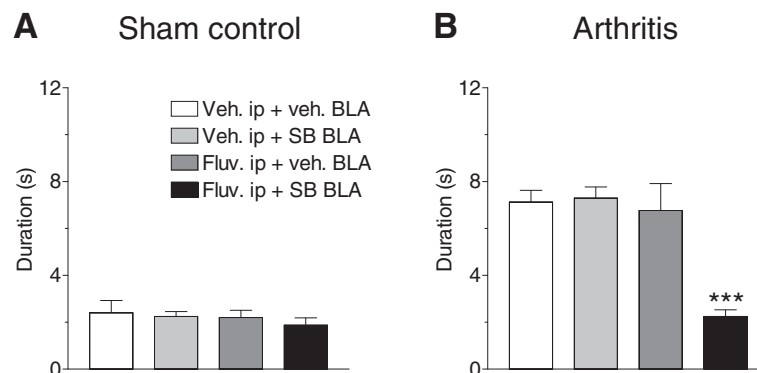 A Sham control
12
8
4
0
Duration (s)
Veh. ip + veh. BLA
Veh. ip + SB BLA
Fluv. ip + veh. BLA
Fluv. ip + SB BLA
B Arthritis
12
8
4
0
Duration (s)
***